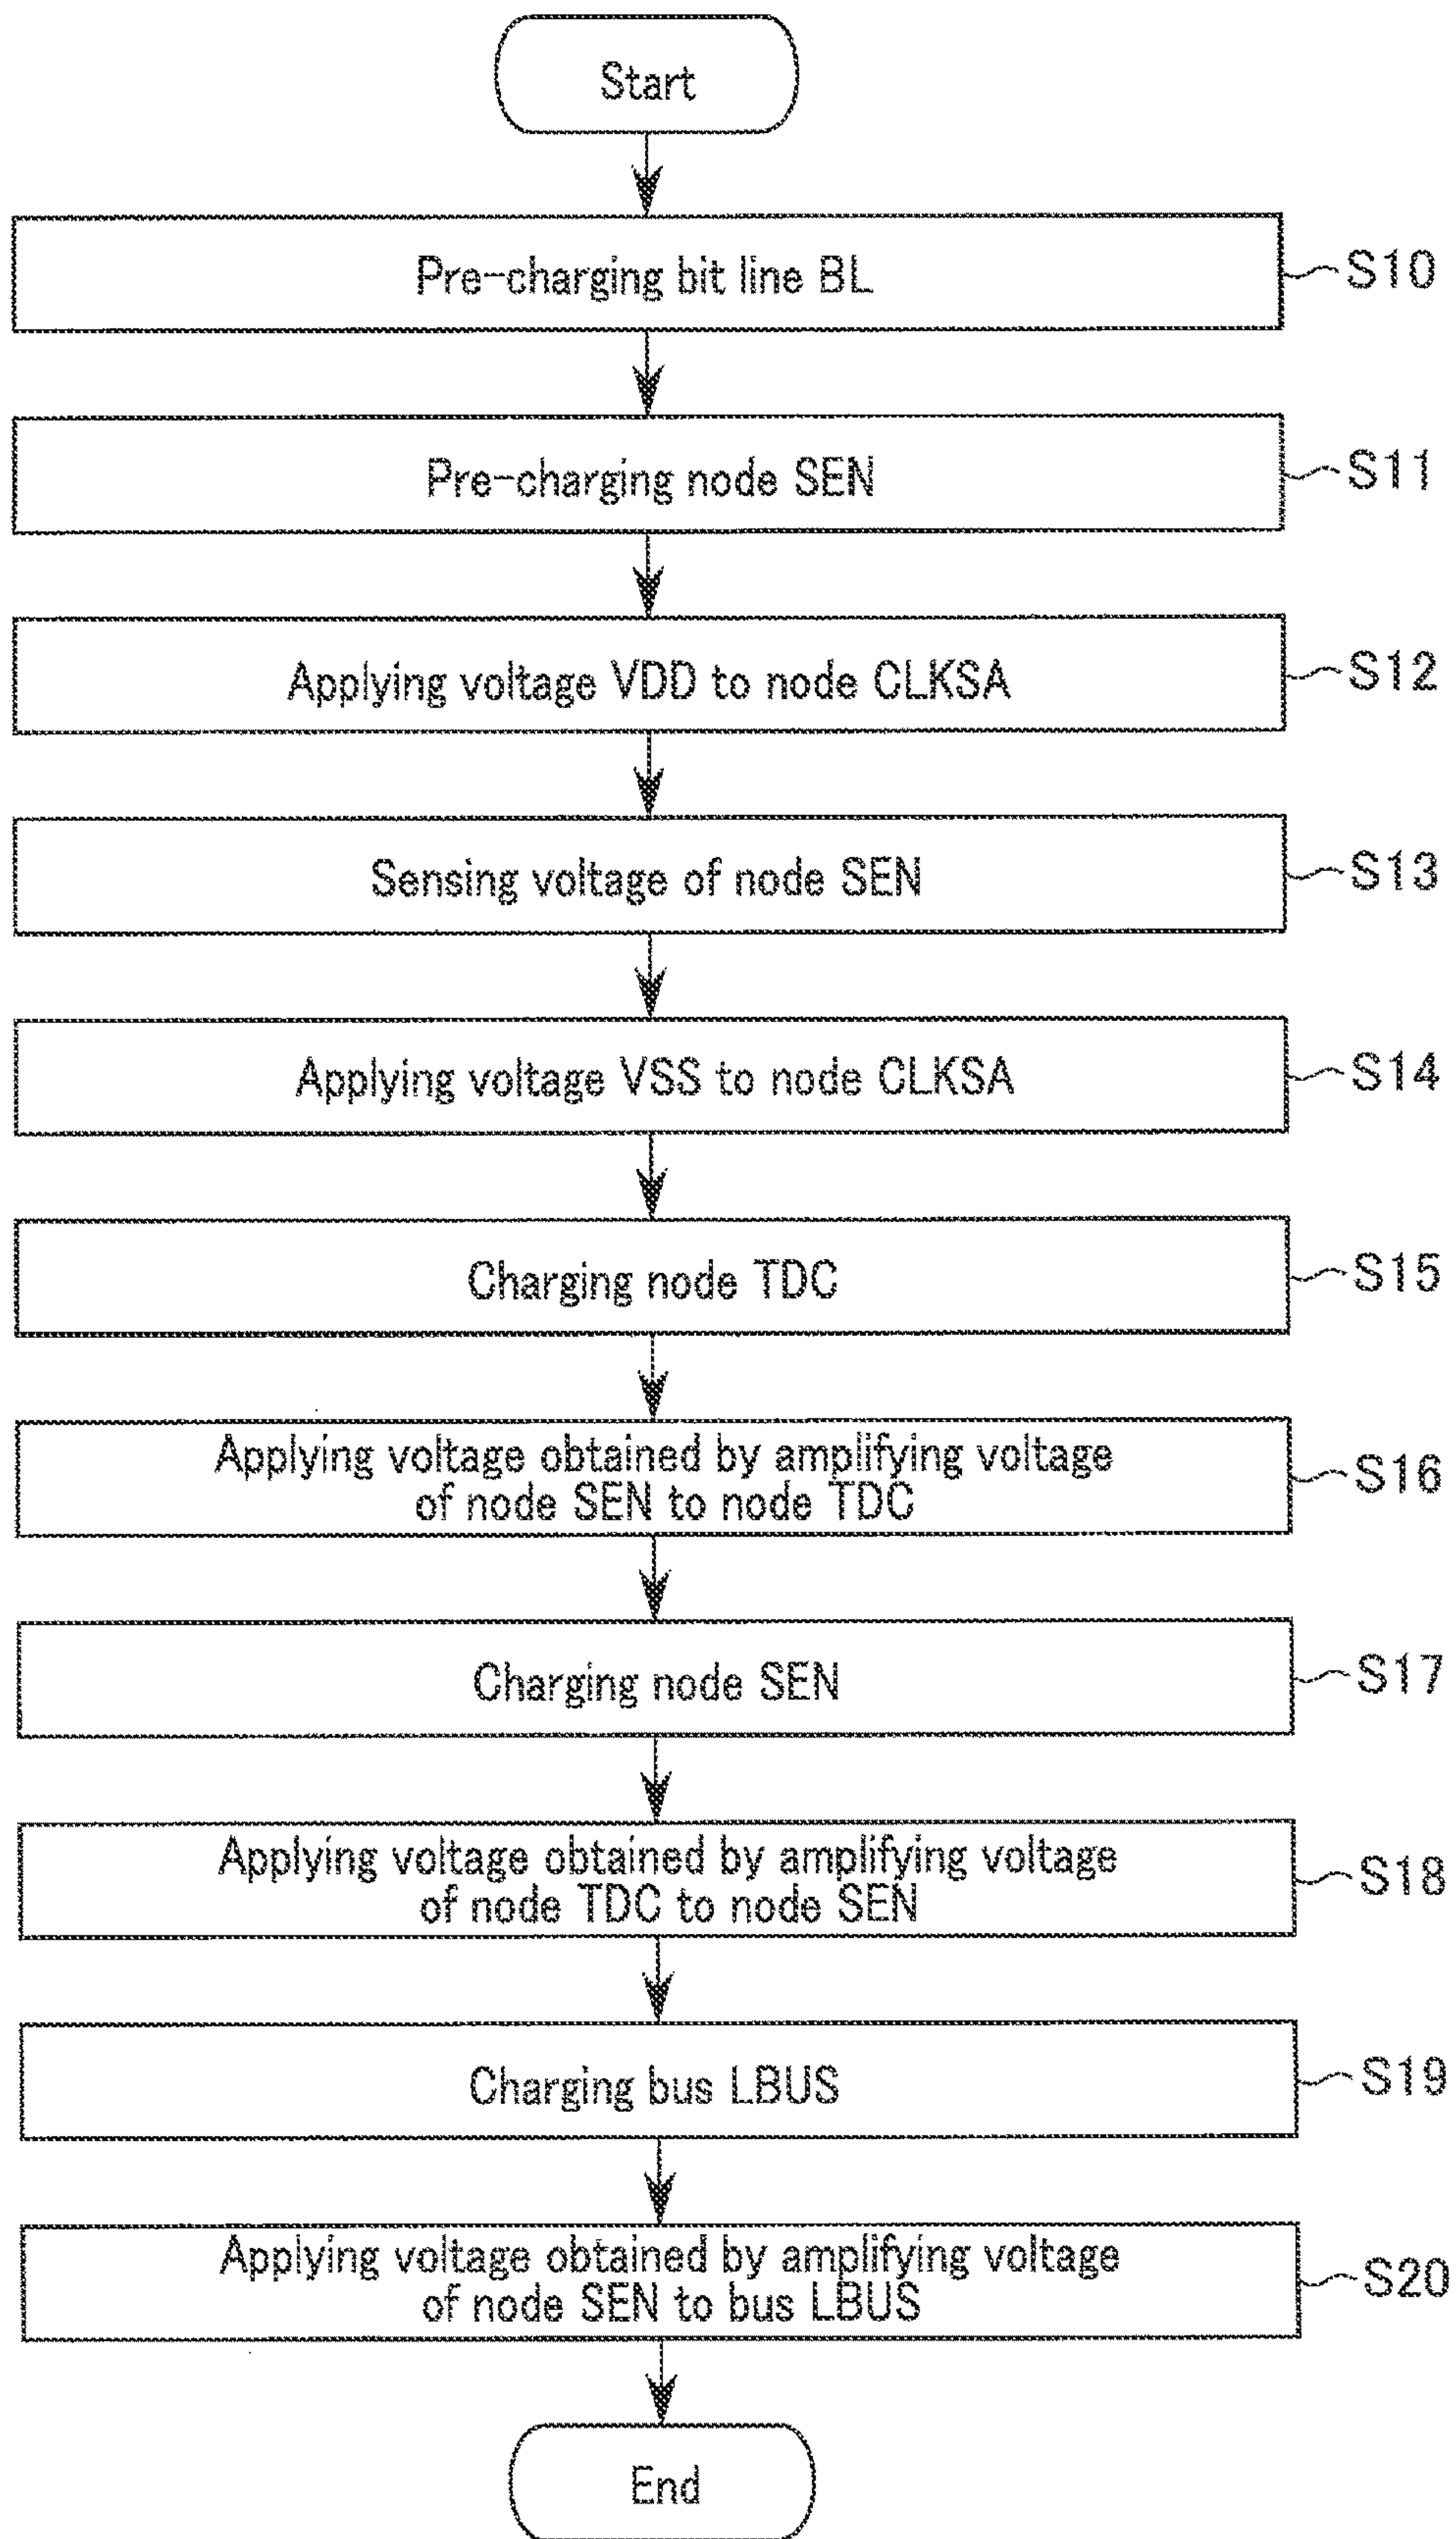 Start
Pre-charging bit line BL
S10
Pre-charging node SEN
S11
Applying voltage VDD to node CLKSA
S12
Sensing voltage of node SEN
S13
Applying voltage VSS to node CLKSA
S14
Charging node TDC
S15
Applying voltage obtained by amplifying voltage
of node SEN to node TDC
S16
Charging node SEN
S17
Applying voltage obtained by amplifying voltage
of node TDC to node SEN
S18
Charging bus LBUS
S19
Applying voltage obtained by amplifying voltage
of node SEN to bus LBUS
S20
End